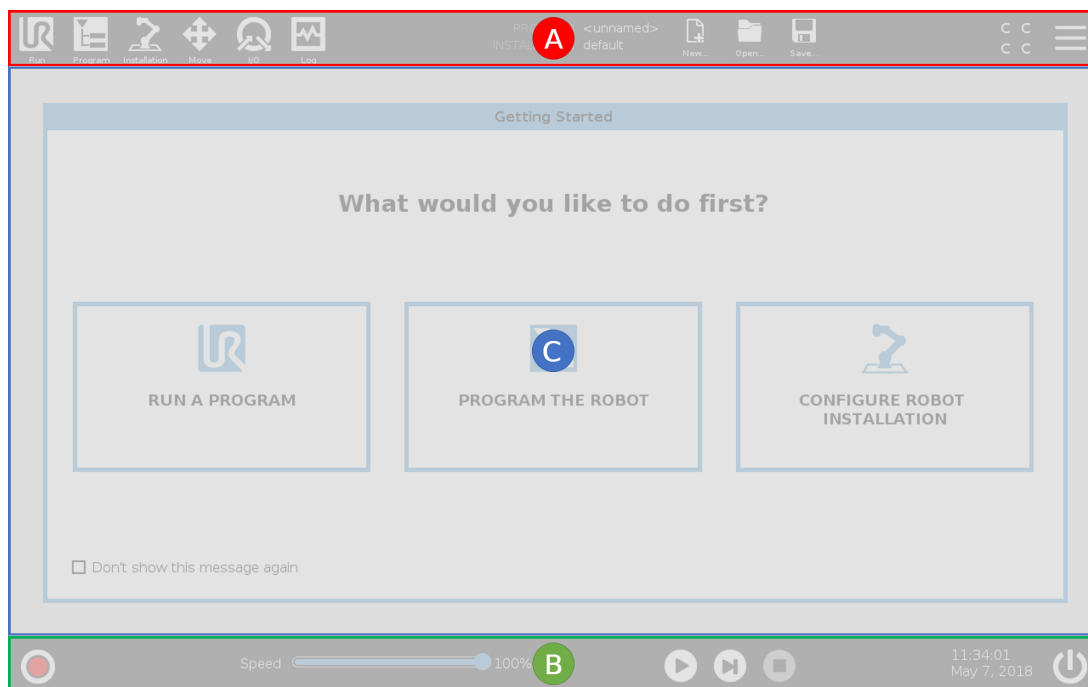 A
<unnamed>
default
Run
Program
Installation
Move
I/O
Log
New...
Open...
Save...
C C
C C
Getting Started
What would you like to do first?
C
RUN A PROGRAM
PROGRAM THE ROBOT
CONFIGURE ROBOT
INSTALLATION
Don't show this message again
Speed
100%
B
11:34:01
May 7, 2018